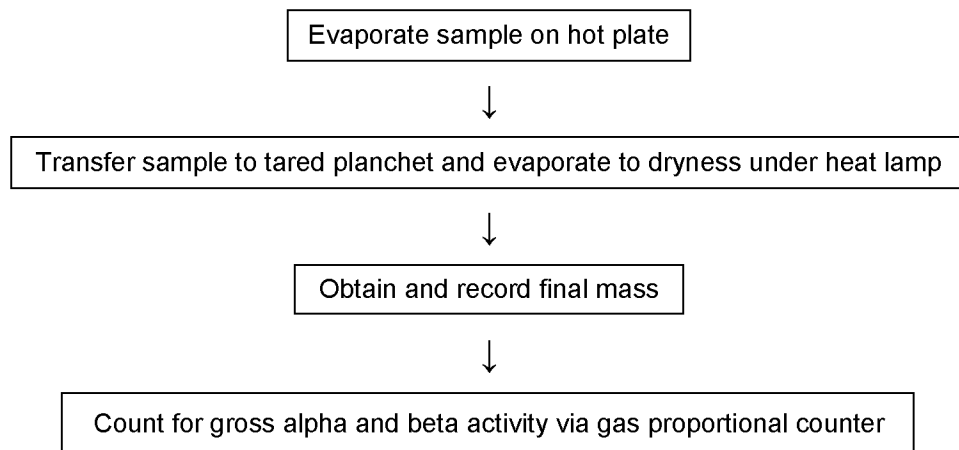 Evaporate sample on hot plate
Transfer sample to tared planchet and evaporate to dryness under heat lamp
Obtain and record final mass
Count for gross alpha and beta activity via gas proportional counter